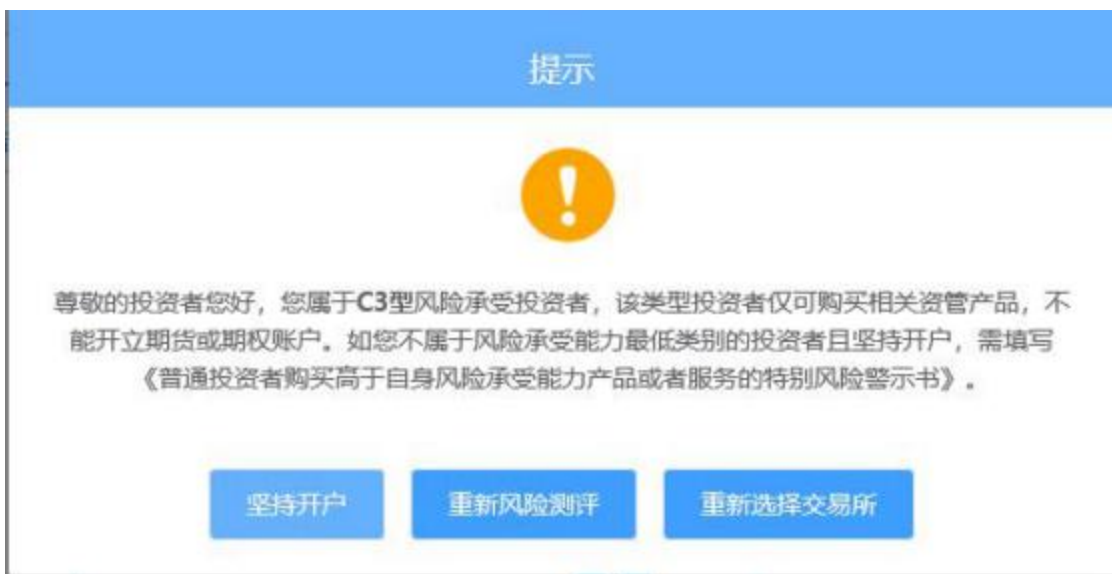 提示
尊敬的投资者您好，您属于C3型风险承受投资者，该类型投资者仅可购买相关资管产品，不
能开立期货或期权账户。如您不属于风险承受能力最低类别的投资者且坚持开户，需填写
《普通投资者购买高于自身风险承受能力产品或者服务的特别风险警示书》。
坚持开户
重新风险测评
重新选择交易所